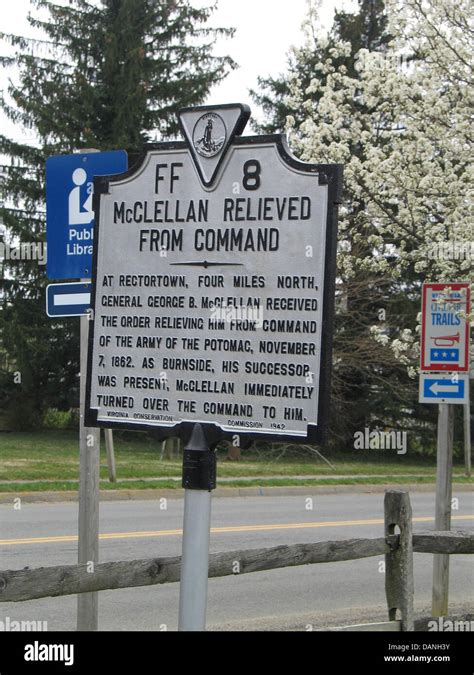 FF 8
McCLELLAN RELIEVED
FROM COMMAND
AT RECTORTOWN, FOUR MILES NORTH,
GENERAL GEORGE B. McCLELLAN RECEIVED
THE ORDER RELIEVING HIM FROM COMMAND
OF THE ARMY OF THE POTOMAC, NOVEMBER
7, 1862. AS BURNSIDE, HIS SUCCESSOR,
WAS PRESENT, McCLELLAN IMMEDIATELY
TURNED OVER THE COMMAND TO HIM.
VIRGINIA CONSERVATION COMMISSION 1942
Publ
Librar
TRAILS
alamy
alamy
Image ID: DANH3Y
www.alamy.com